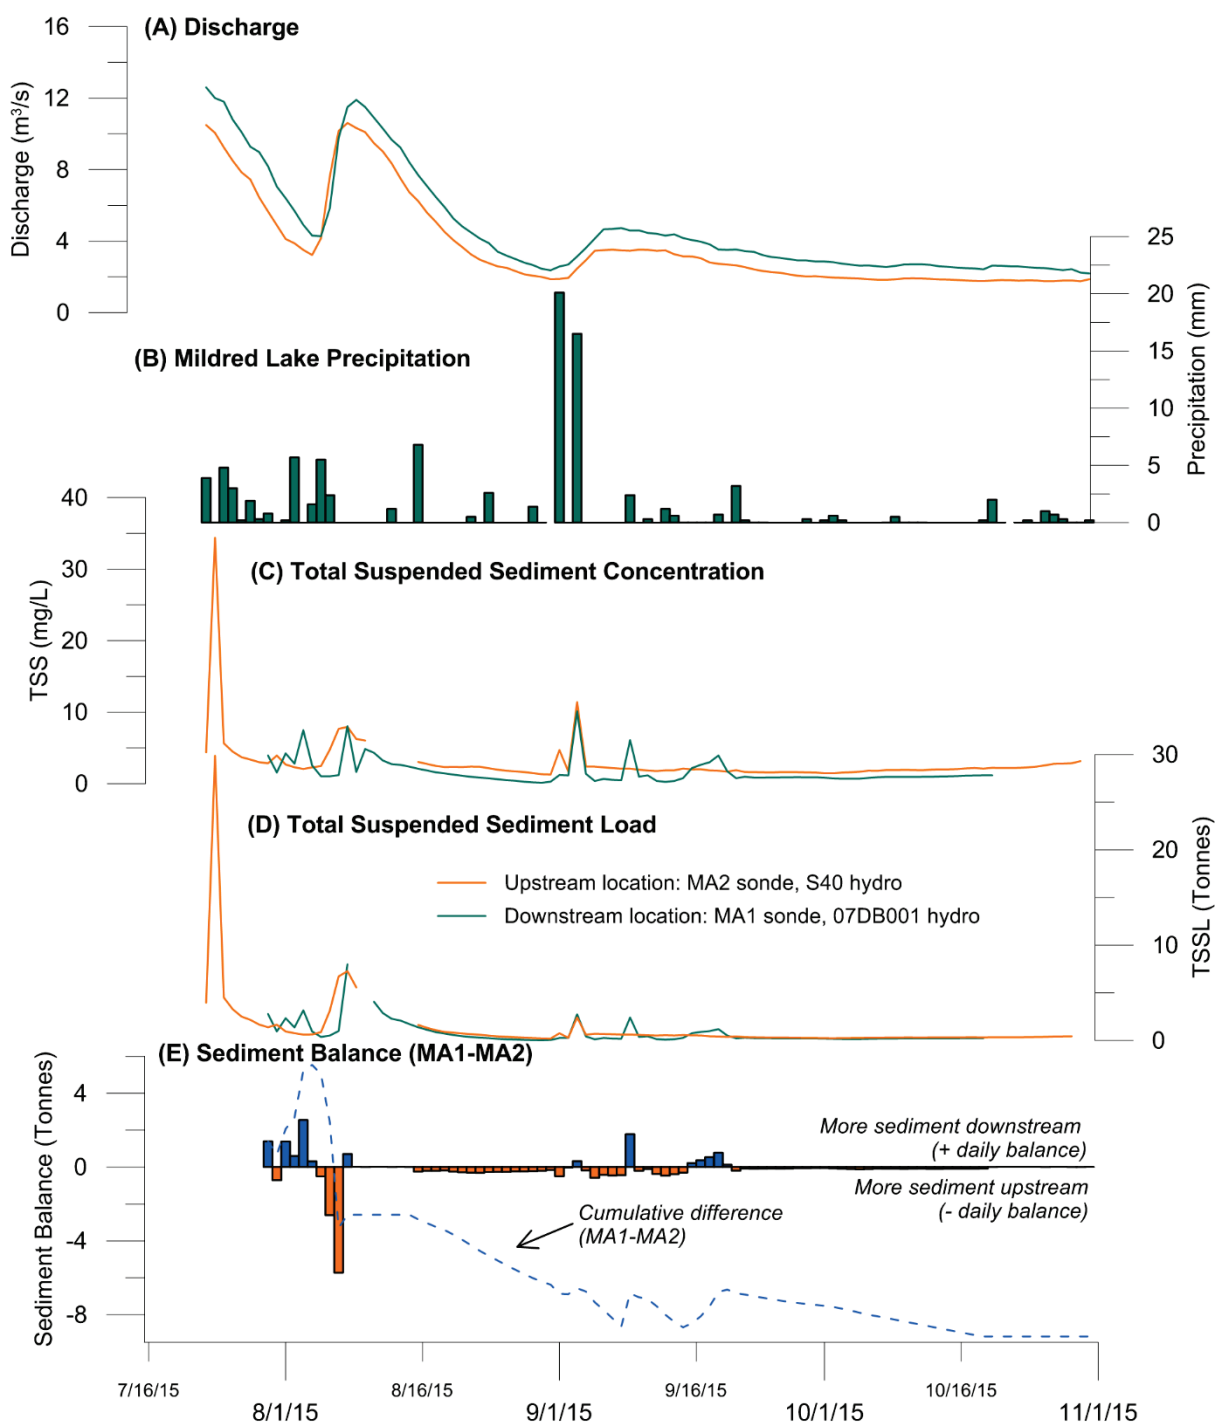 (A) Discharge
16
12
8
4
0
Discharge (m³/s)
25
20
15
10
5
0
Precipitation (mm)
(B) Mildred Lake Precipitation
40
30
20
10
0
TSS (mg/L)
(C) Total Suspended Sediment Concentration
30
20
10
0
TSSL (Tonnes)
(D) Total Suspended Sediment Load
Upstream location: MA2 sonde, S40 hydro
Downstream location: MA1 sonde, 07DB001 hydro
(E) Sediment Balance (MA1-MA2)
4
0
-4
-8
Sediment Balance (Tonnes)
More sediment downstream
(+ daily balance)
More sediment upstream
(- daily balance)
Cumulative difference
(MA1-MA2)
7/16/15
8/16/15
9/16/15
10/16/15
8/1/15
9/1/15
10/1/15
11/1/15